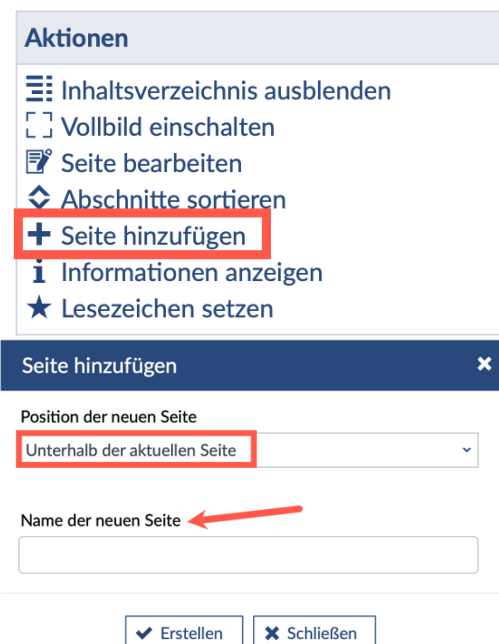 Aktionen
Inhaltsverzeichnis ausblenden
Vollbild einschalten
Seite bearbeiten
Abschnitte sortieren
Seite hinzufügen
Informationen anzeigen
Lesezeichen setzen
Seite hinzufügen
Position der neuen Seite
Unterhalb der aktuellen Seite
Name der neuen Seite
Erstellen Schließen